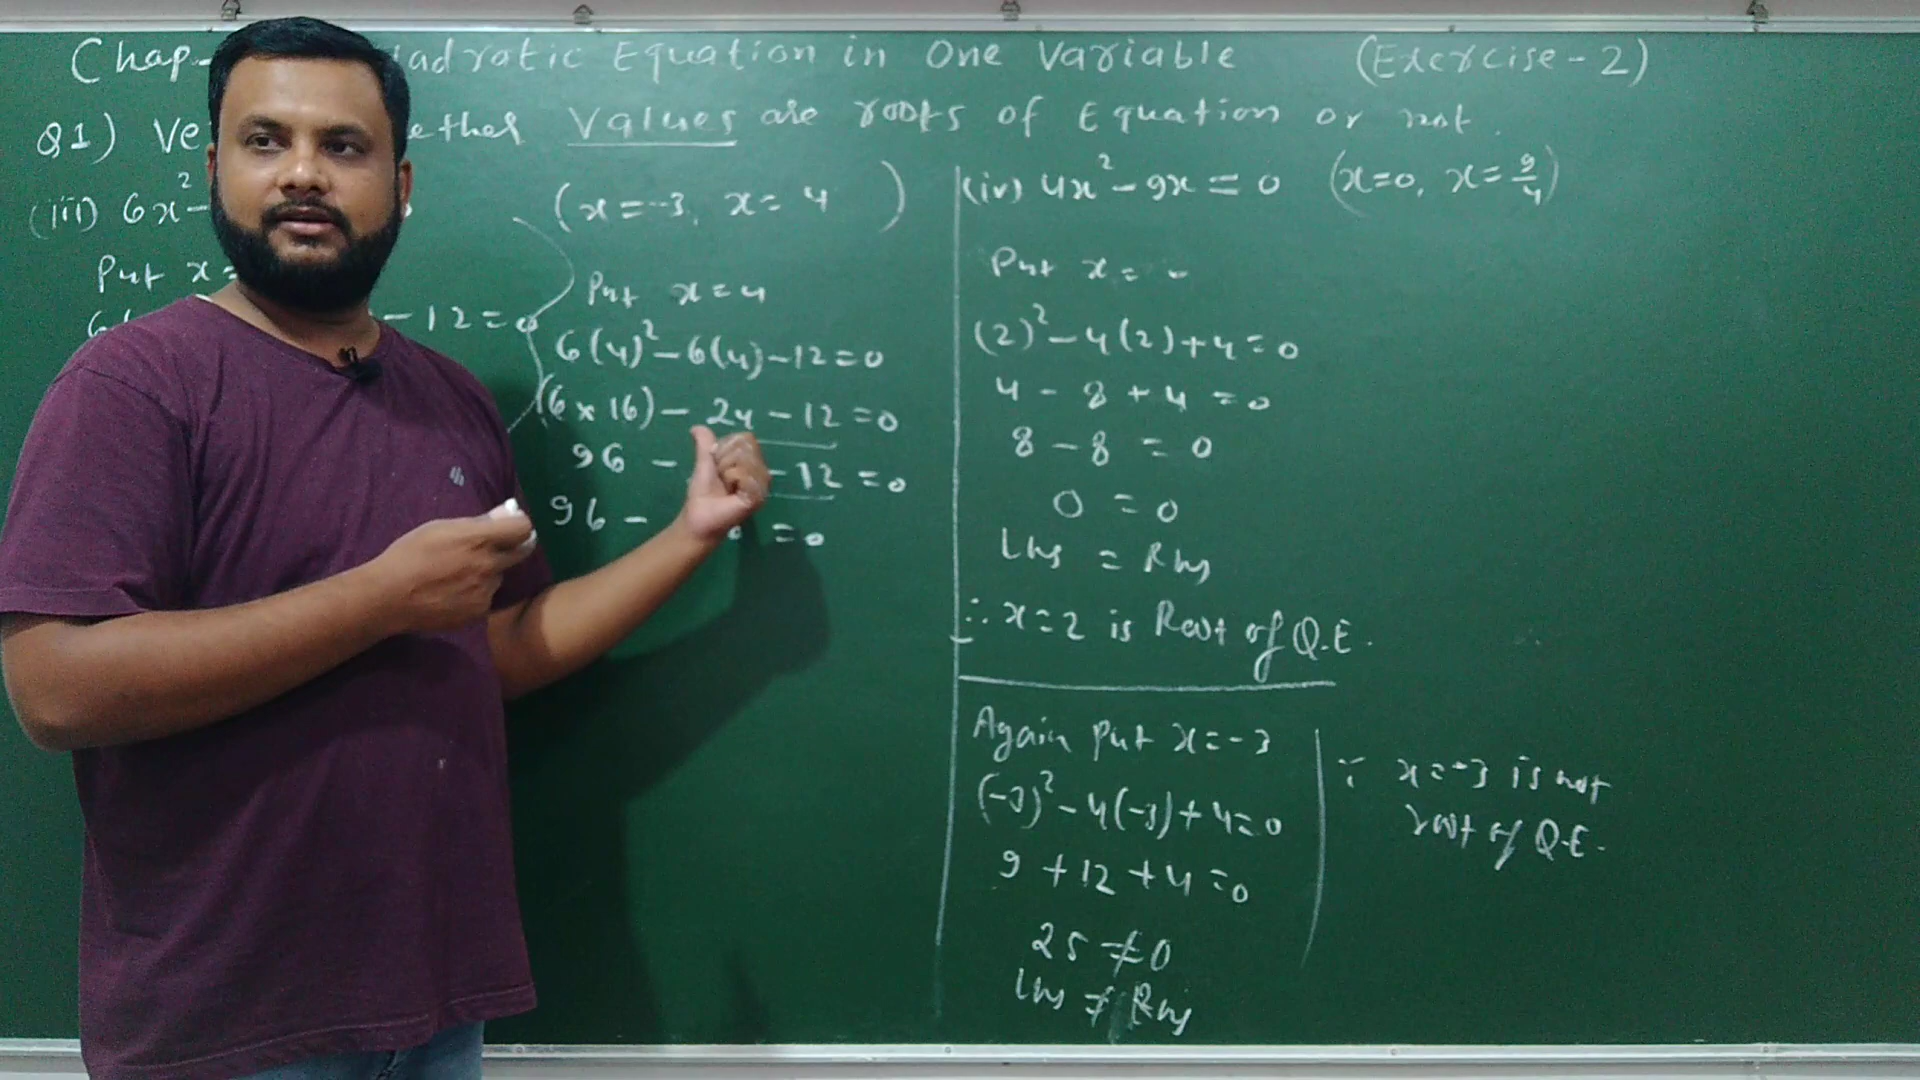 Chap- adratic Equation in One Variable (Exercise-2)
Q1) Ve ether Values are roots of Equation or not.
(iii) 6x²-
(x=-3, x=4)
Put x=
-12=0
Put x=4
6(4)²-6(4)-12=0
(6×16)-24-12=0
96 - -12=0
96 - =0
(iv) 4x²-9x=0 (x=0, x=9/4)
Put x= -
(2)²-4(2)+4=0
4-8+4=0
8-8=0
0=0
Lhs = Rhs
∴ x=2 is Root of Q.E.
Again put x=-3
(-3)²-4(-3)+4=0
9+12+4=0
25≠0
Lhs ≠ Rhs
∵ x=-3 is not
root of Q.E.